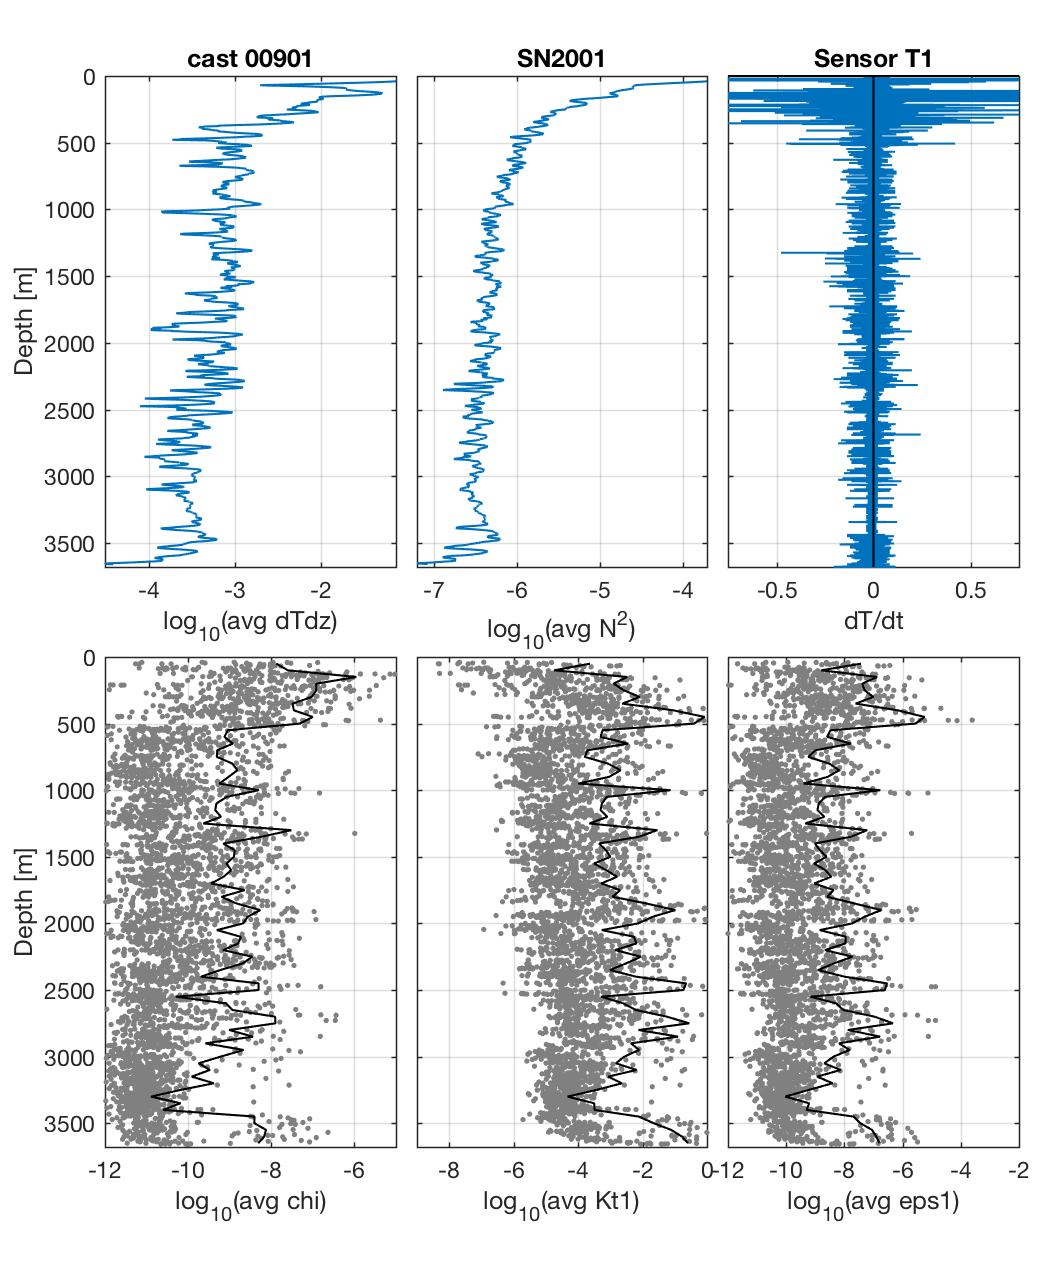 cast 00901
SN2001
Sensor T1
0
500
1000
1500
2000
2500
3000
3500
Depth [m]
-4 -3 -2
log10(avg dTdz)
-7 -6 -5 -4
log10(avg N2)
-0.5 0 0.5
dT/dt
0
500
1000
1500
2000
2500
3000
3500
Depth [m]
-12 -10 -8 -6
log10(avg chi)
-8 -6 -4 -2 0
log10(avg Kt1)
-12 -10 -8 -6 -4 -2
log10(avg eps1)